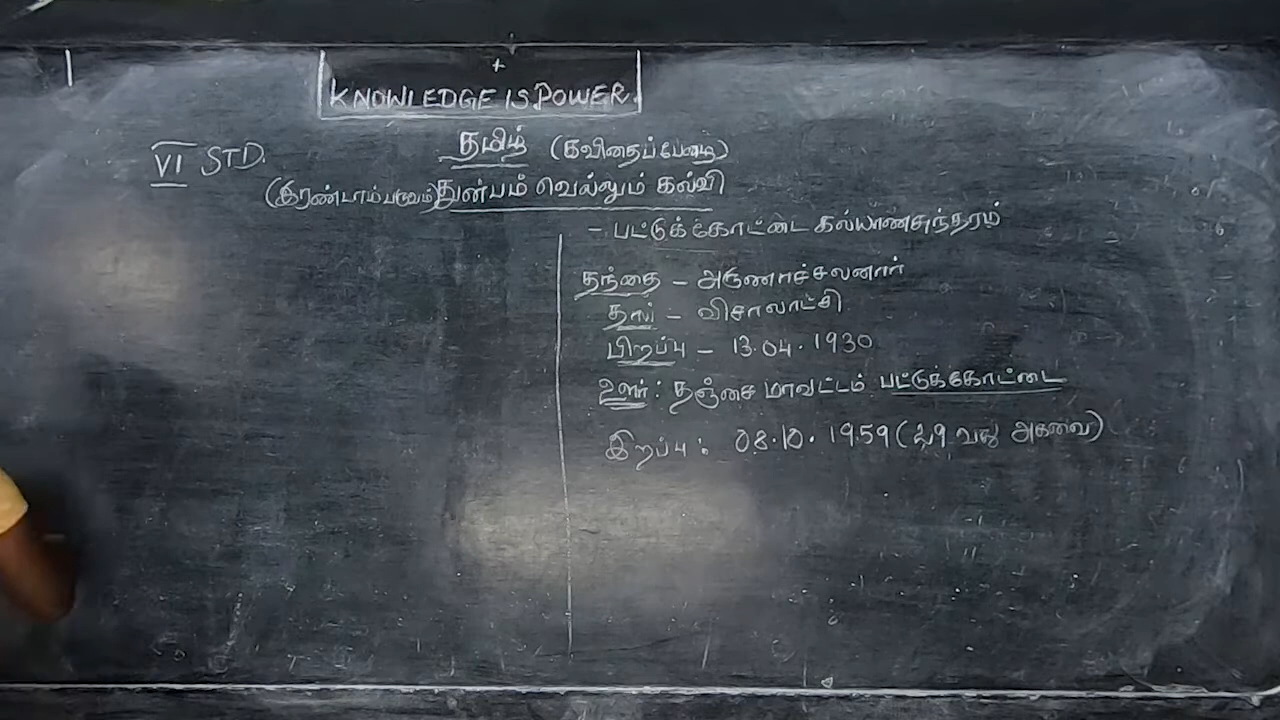 KNOWLEDGE IS POWER.
VI STD.
தமிழ் (கவிதைப்பேழை)
(இரண்டாம்பருவம்) துன்பம் வெல்லும் கல்வி
- பட்டுக்கோட்டை கல்யாணசுந்தரம்
தந்தை - அருணாச்சலனார்
தாய் - விசாலாட்சி
பிறப்பு - 13.04.1930
ஊர்: தஞ்சை மாவட்டம் பட்டுக்கோட்டை
இறப்பு: 08.10.1959 (29 வது அகவை)